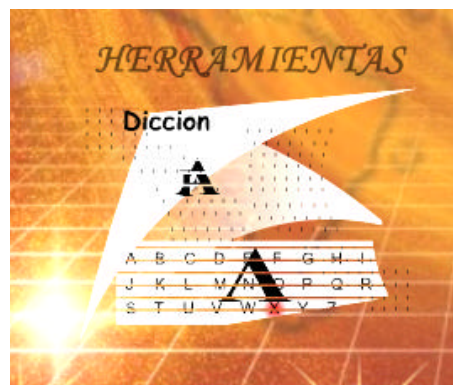 HERRAMIENTAS
Diccion
A
A B C D E F G H I
J K L M N O P Q R
S T U V W X Y Z
A